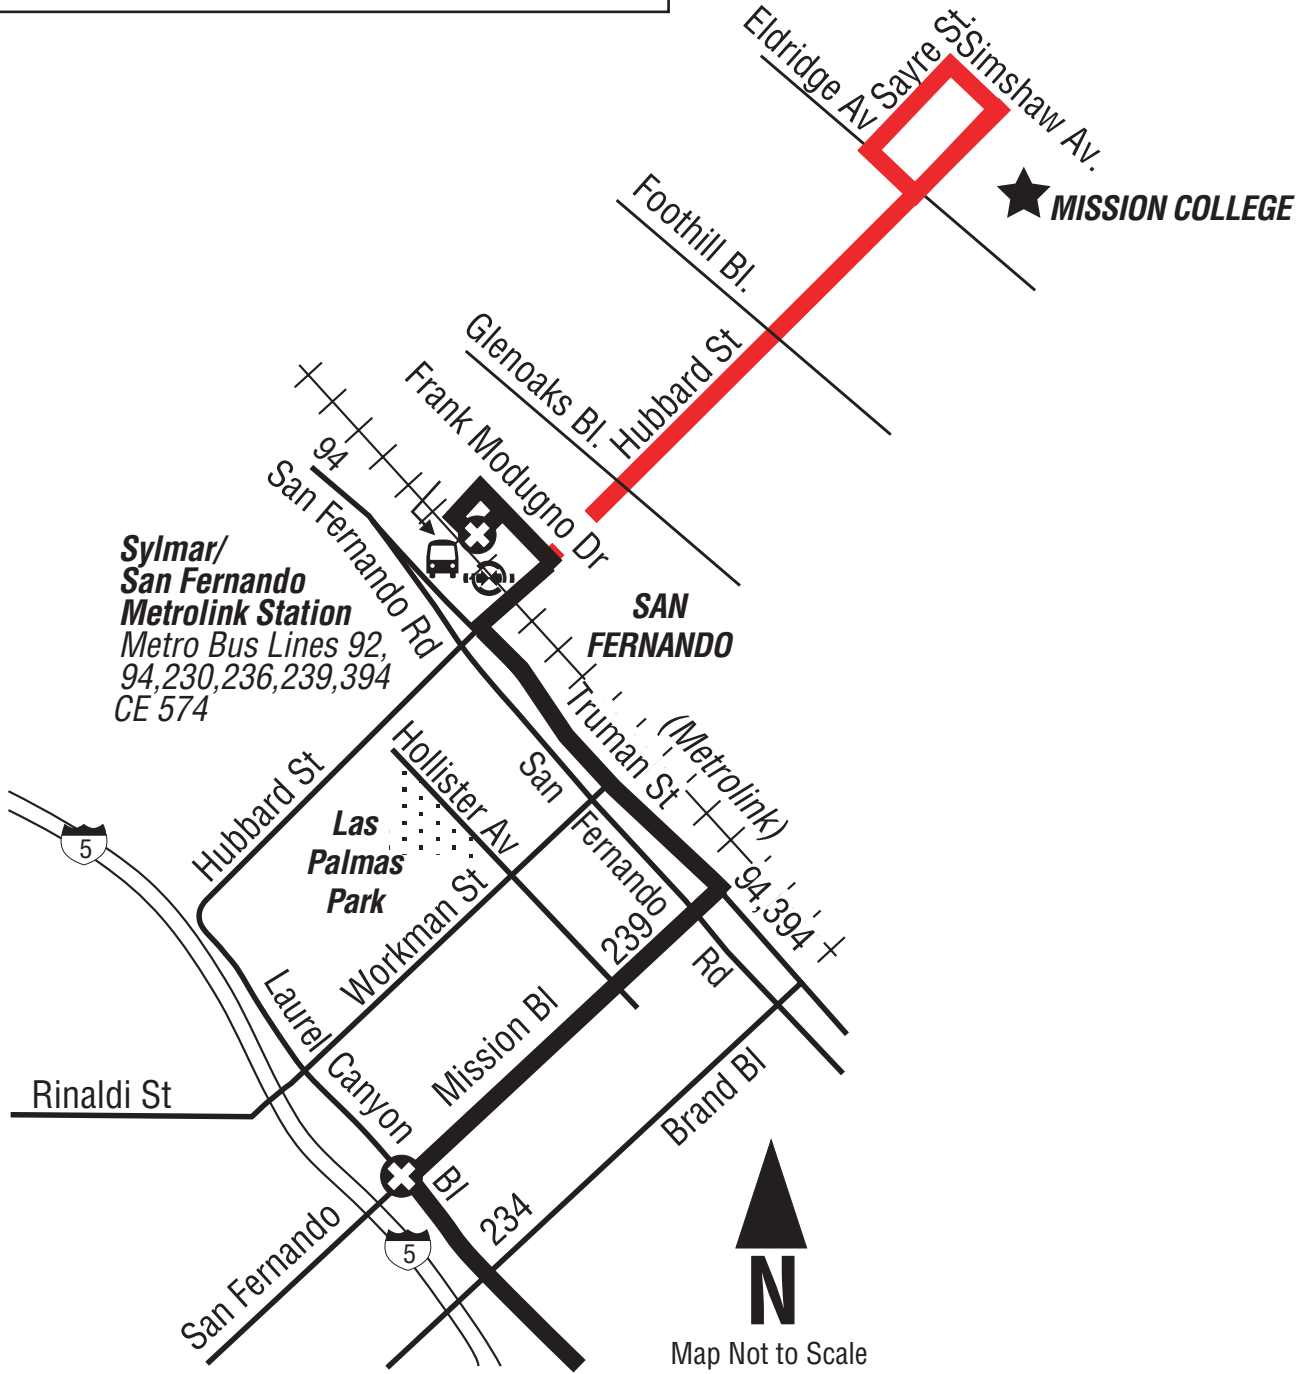 Eldridge Av
Sayre St.
Simshaw Av.
MISSION COLLEGE
Foothill Bl.
Glenoaks Bl.
Hubbard St
Frank Modugno Dr
94
San Fernando Rd
Sylmar/
San Fernando
Metrolink Station
Metro Bus Lines 92,
94,230,236,239,394
CE 574
SAN
FERNANDO
Truman St
(Metrolink)
Hollister Av
San
Fernando
Rd
Hubbard St
5
Las
Palmas
Park
94,394
239
Workman St
Laurel
Canyon
Bl
Mission Bl
Rinaldi St
Brand Bl
234
San Fernando
5
N
Map Not to Scale